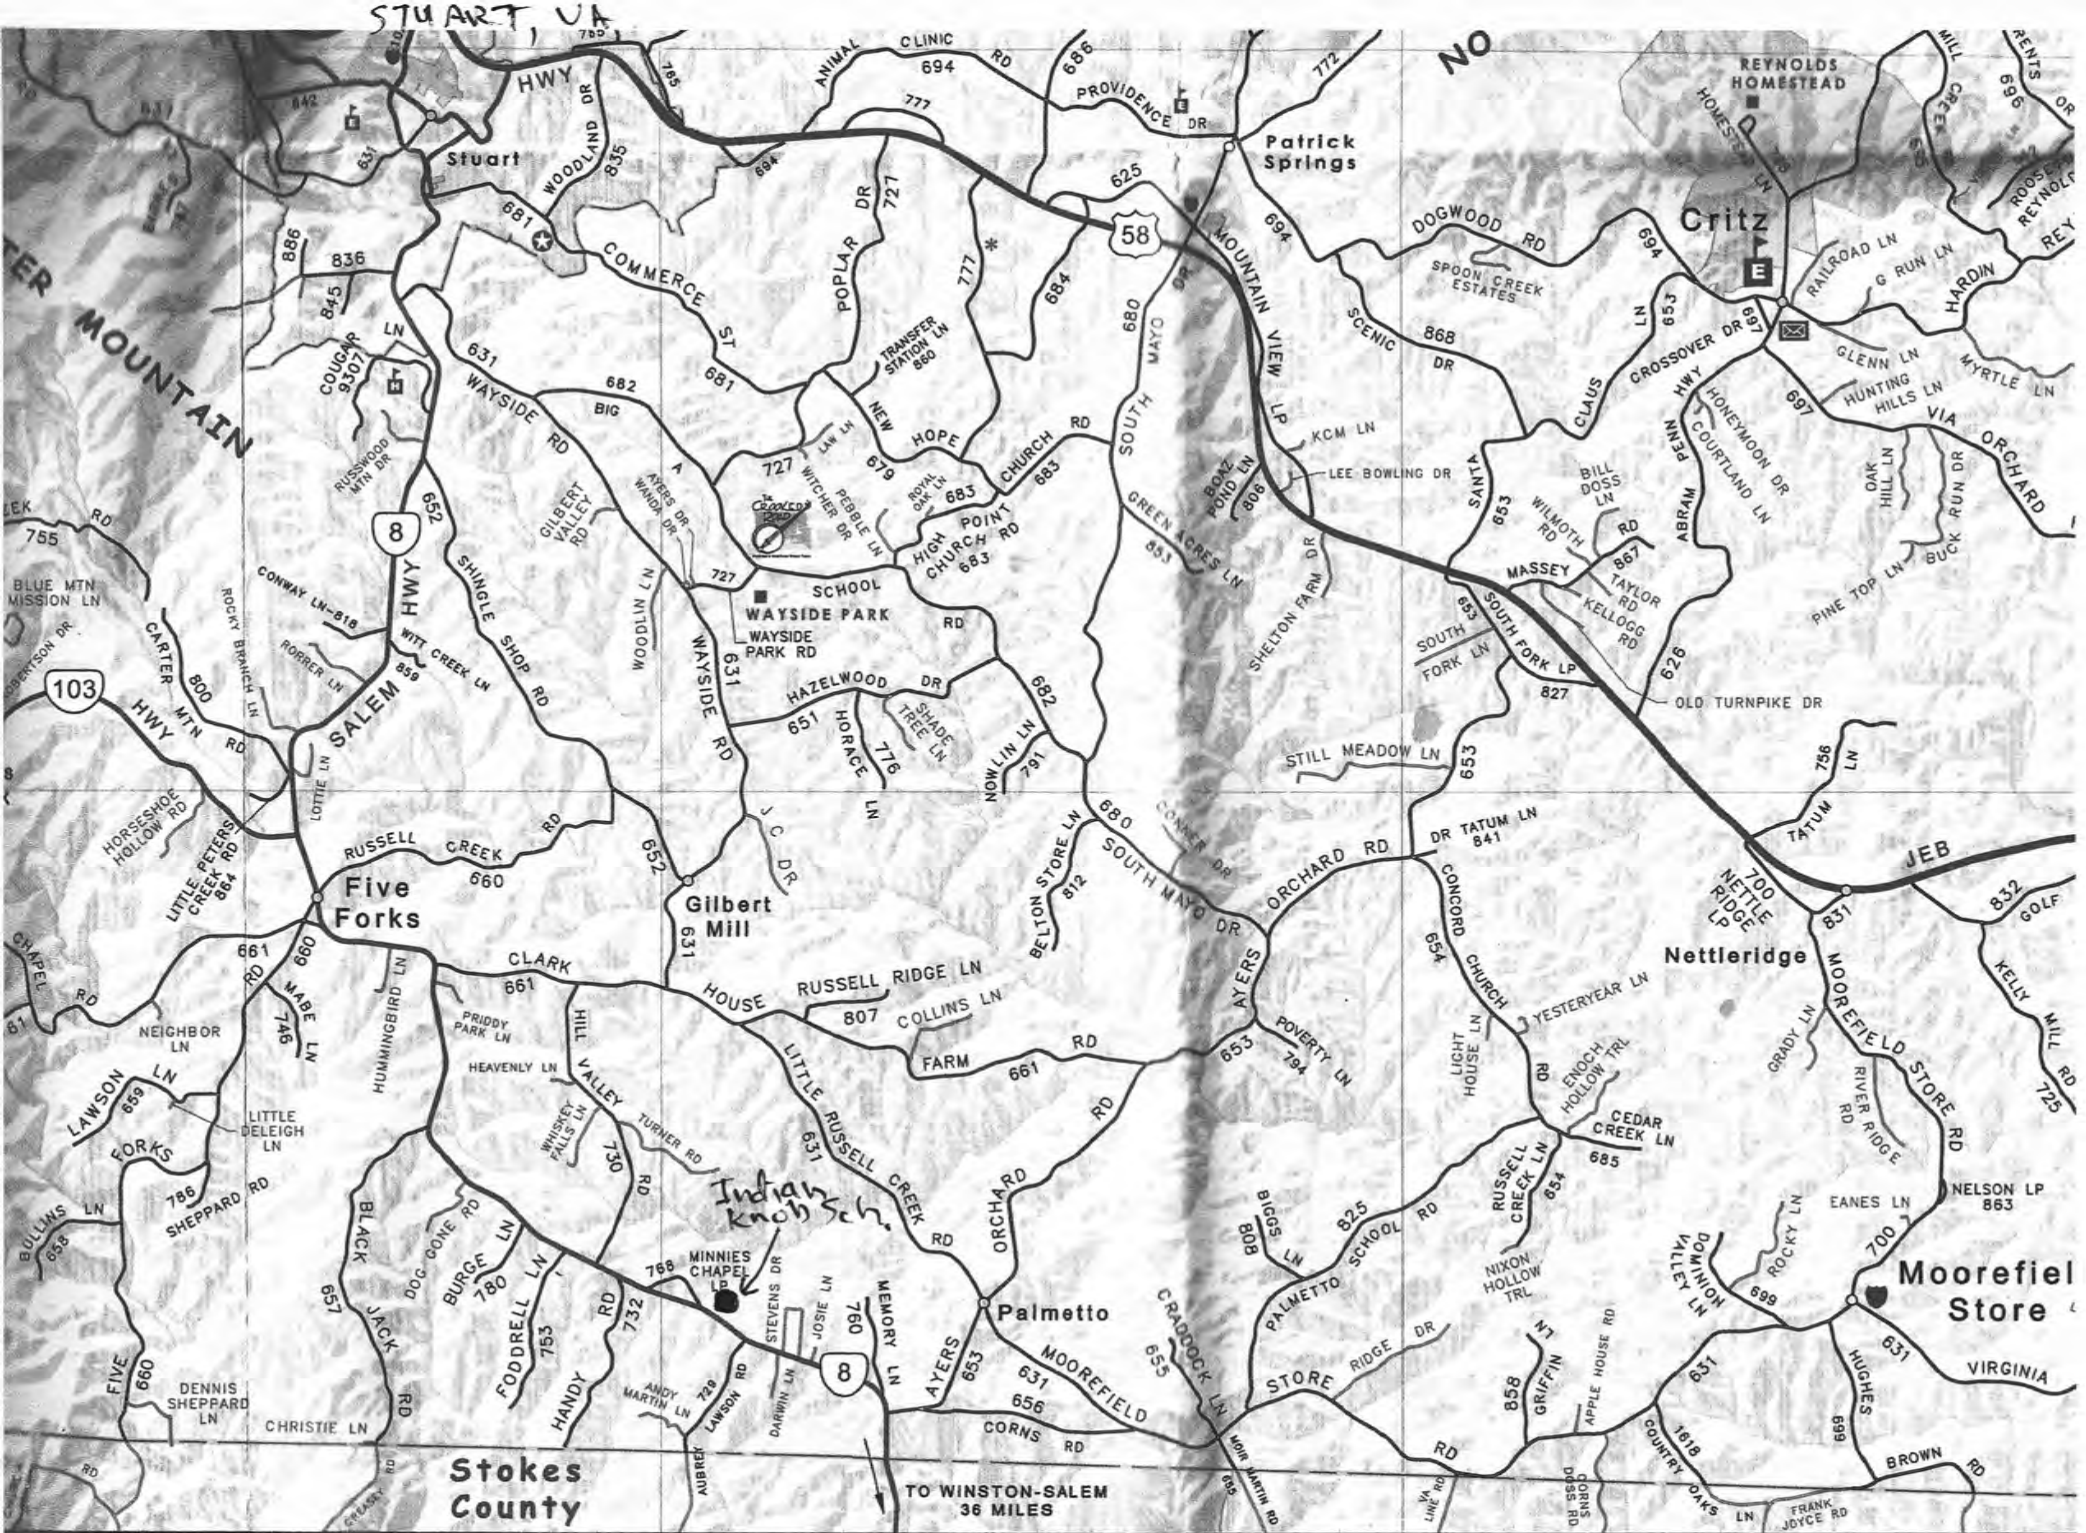 STUART, VA
NO
HWY
765
765
ANIMAL CLINIC RD
694
686
PROVIDENCE DR
772
777
REYNOLDS
HOMESTEAD
HOMESTEAD LN
MILL CREEK
696
642
631
631
Stuart
WOODLAND DR
835
694
Patrick
Springs
681
COMMERCE ST
681
POPLAR DR
727
777
*
684
625
58
694
DOGWOOD RD
694
Critz
E
RAILROAD LN
G RUN LN
HARDIN
SPOON CREEK
ESTATES
886
836
845
COUGAR LN
9307
H
MOUNTAIN
631
WAYSIDE RD
682
BIG A
TRANSFER
STATION LN
860
NEW HOPE
679
CHURCH RD
683
SOUTH MAYO DR
680
MOUNTAIN VIEW LP
SCENIC DR
868
SANTA CLAUS LN
653
CROSSOVER DR
697
GLENN LN
MYRTLE LN
HUNTING
HILLS LN
697
VIA ORCHARD
ABRAM PENN HWY
HONEYMOON DR
COURTLAND LN
OAK
HILL LN
BUCK RUN DR
PINE TOP LN
KCM LN
LEE BOWLING DR
BOAZ
POND LN
806
RUSSWOOD
MTN DR
652
8
HWY
SHINGLE SHOP RD
GILBERT
VALLEY
RD
AYERS DR
WANDA DR
727
LAW LN
WITCHER DR
PEBBLE LN
ROYAL
OAK LN
683
HIGH POINT
CHURCH RD
683
GREEN ACRES LN
853
653
BILL
DOSS
LN
WILMOTH
RD
MASSEY RD
867
TAYLOR
RD
KELLOGG
RD
THE
CROOKED
ROAD
755
RD
BLUE MTN
MISSION LN
CONWAY LN-818
WITT CREEK LN
859
RORRER LN
ROCKY BRANCH LN
CARTER MTN RD
800
SALEM
WOODLIN LN
727
SCHOOL RD
WAYSIDE PARK
WAYSIDE
PARK RD
WAYSIDE RD
631
HAZELWOOD DR
651
HORACE LN
776
SHADE
TREE LN
682
NOWLIN LN
791
SHELTON FARM DR
653
SOUTH
FORK LN
SOUTH FORK LP
827
626
OLD TURNPIKE DR
103
HWY
HORSESHOE
HOLLOW RD
LOTTIE LN
LITTLE PETERS
CREEK RD
864
RUSSELL CREEK RD
660
Five
Forks
652
J C DR
Gilbert
Mill
631
BELTON STORE LN
812
680
SOUTH MAYO DR
CONNER DR
STILL MEADOW LN
653
DR TATUM LN
841
ORCHARD RD
CONCORD CHURCH RD
654
TATUM LN
756
JEB
700
NETTLE
RIDGE
LP
831
Nettleridge
832
GOLF
KELLY MILL RD
725
MOOREFIELD STORE RD
CHAPEL RD
661
RD
660
MABE LN
746
NEIGHBOR
LN
HUMMINGBIRD LN
PRIDDY
PARK LN
CLARK HOUSE FARM RD
661
RUSSELL RIDGE LN
807
COLLINS LN
661
AYERS
653
POVERTY LN
794
YESTERYEAR LN
LIGHT
HOUSE LN
ENOCH
HOLLOW TRL
CEDAR
CREEK LN
685
GRADY LN
RIVER RIDGE
RD
LAWSON LN
659
LITTLE
DELEIGH
LN
HEAVENLY LN
HILL VALLEY RD
WHISKEY
FALLS LN
TURNER RD
730
LITTLE RUSSELL CREEK RD
631
ORCHARD RD
FORKS
786
SHEPPARD RD
BULLINS LN
658
BLACK JACK RD
657
DOG GONE RD
BURGE LN
780
FODDRELL LN
753
HANDY RD
732
Indian
Knob Sch.
768
MINNIES
CHAPEL
LP
STEVENS DR
JOSIE LN
MEMORY LN
760
Palmetto
BIGGS LN
808
PALMETTO SCHOOL RD
825
RUSSELL
CREEK LN
654
NIXON
HOLLOW
TRL
NELSON LP
863
EANES LN
700
ROCKY LN
DOMINION
VALLEY LN
699
Moorefiel
Store
FIVE
660
DENNIS
SHEPPARD
LN
CHRISTIE LN
ANDY
MARTIN LN
729
LAWSON RD
DARWIN LN
8
AYERS
653
MOOREFIELD STORE RD
631
656
CORNS RD
CRADDOCK LN
655
RIDGE DR
858
GRIFFIN LN
APPLE HOUSE RD
631
HUGHES
699
631
VIRGINIA
RD
GREASY
RD
Stokes
County
AUBREY
TO WINSTON-SALEM
36 MILES
MOIR MARTIN RD
VA
LINE RD
CORNS
DOSS RD
1618
COUNTRY OAKS LN
FRANK
JOYCE RD
BROWN RD